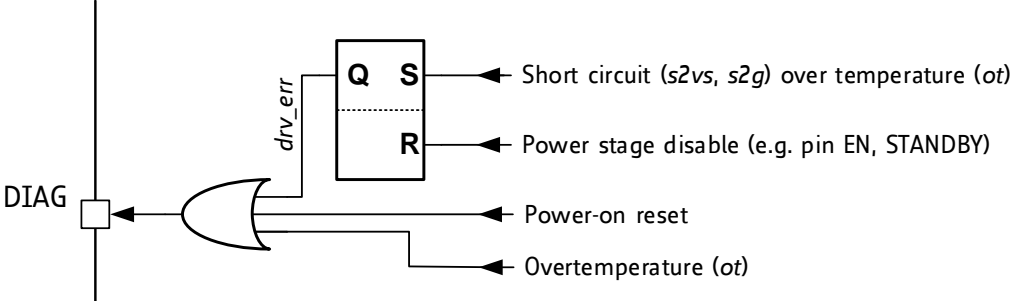 Q S
Short circuit (s2vs, s2g) over temperature (ot)
drv_err
R
Power stage disable (e.g. pin EN, STANDBY)
DIAG
Power-on reset
Overtemperature (ot)